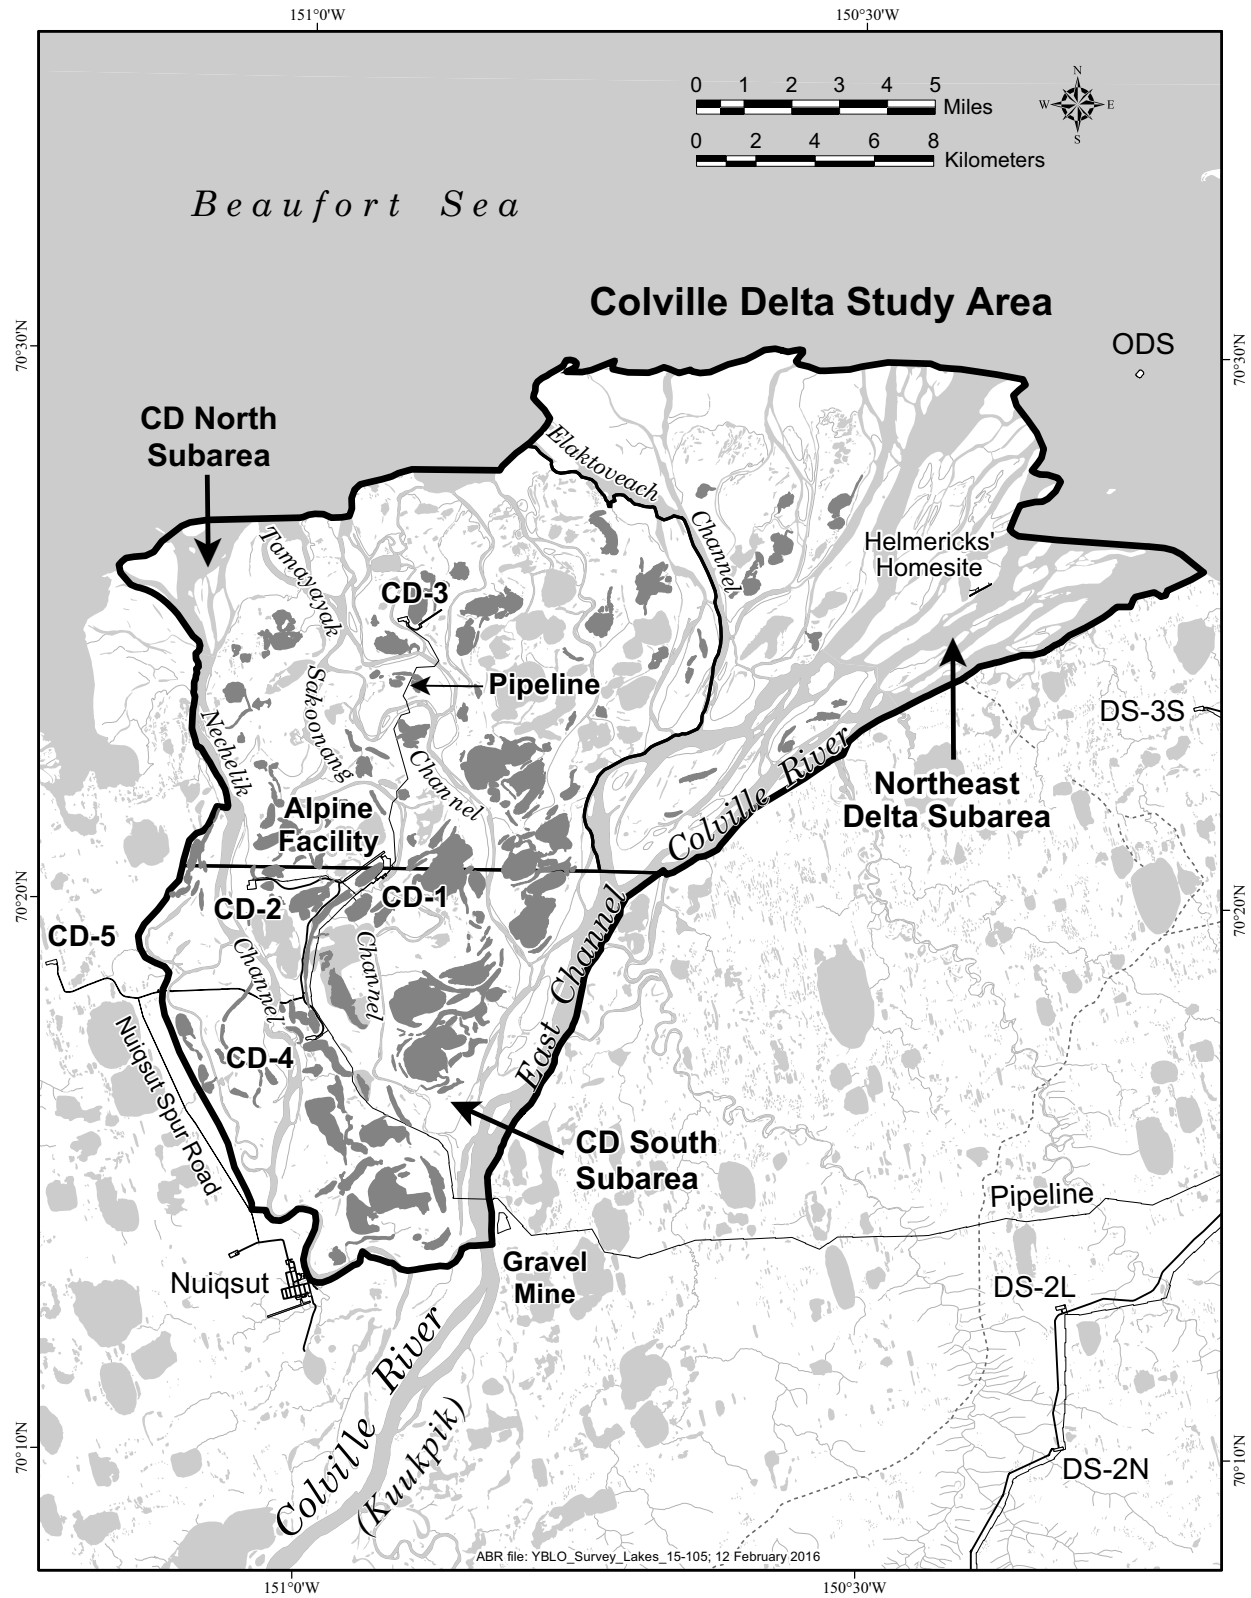 151°0'W
150°30'W
0 1 2 3 4 5
Miles
0 2 4 6 8
Kilometers
N
W
E
S
Beaufort Sea
Colville Delta Study Area
70°30'N
70°30'N
ODS
CD North
Subarea
Elaktoveach
Channel
Tamayayak
Helmericks'
Homesite
CD-3
Sakoonang
Pipeline
Nechelik
Channel
DS-3S
Colville River
Northeast
Delta Subarea
Alpine
Facility
CD-1
CD-2
70°20'N
70°20'N
CD-5
Channel
Channel
East Channel
Nuiqsut Spur Road
CD-4
CD South
Subarea
Pipeline
Gravel
Mine
Nuiqsut
DS-2L
Colville River
(Kuukpik)
70°10'N
70°10'N
DS-2N
ABR file: YBLO_Survey_Lakes_15-105; 12 February 2016
151°0'W
150°30'W